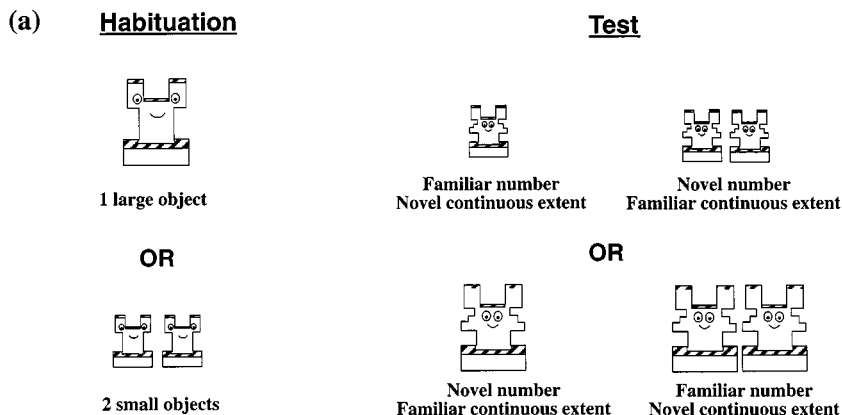 (a)
Habituation
Test
1 large object
Familiar number
Novel continuous extent
Novel number
Familiar continuous extent
OR
OR
2 small objects
Novel number
Familiar continuous extent
Familiar number
Novel continuous extent